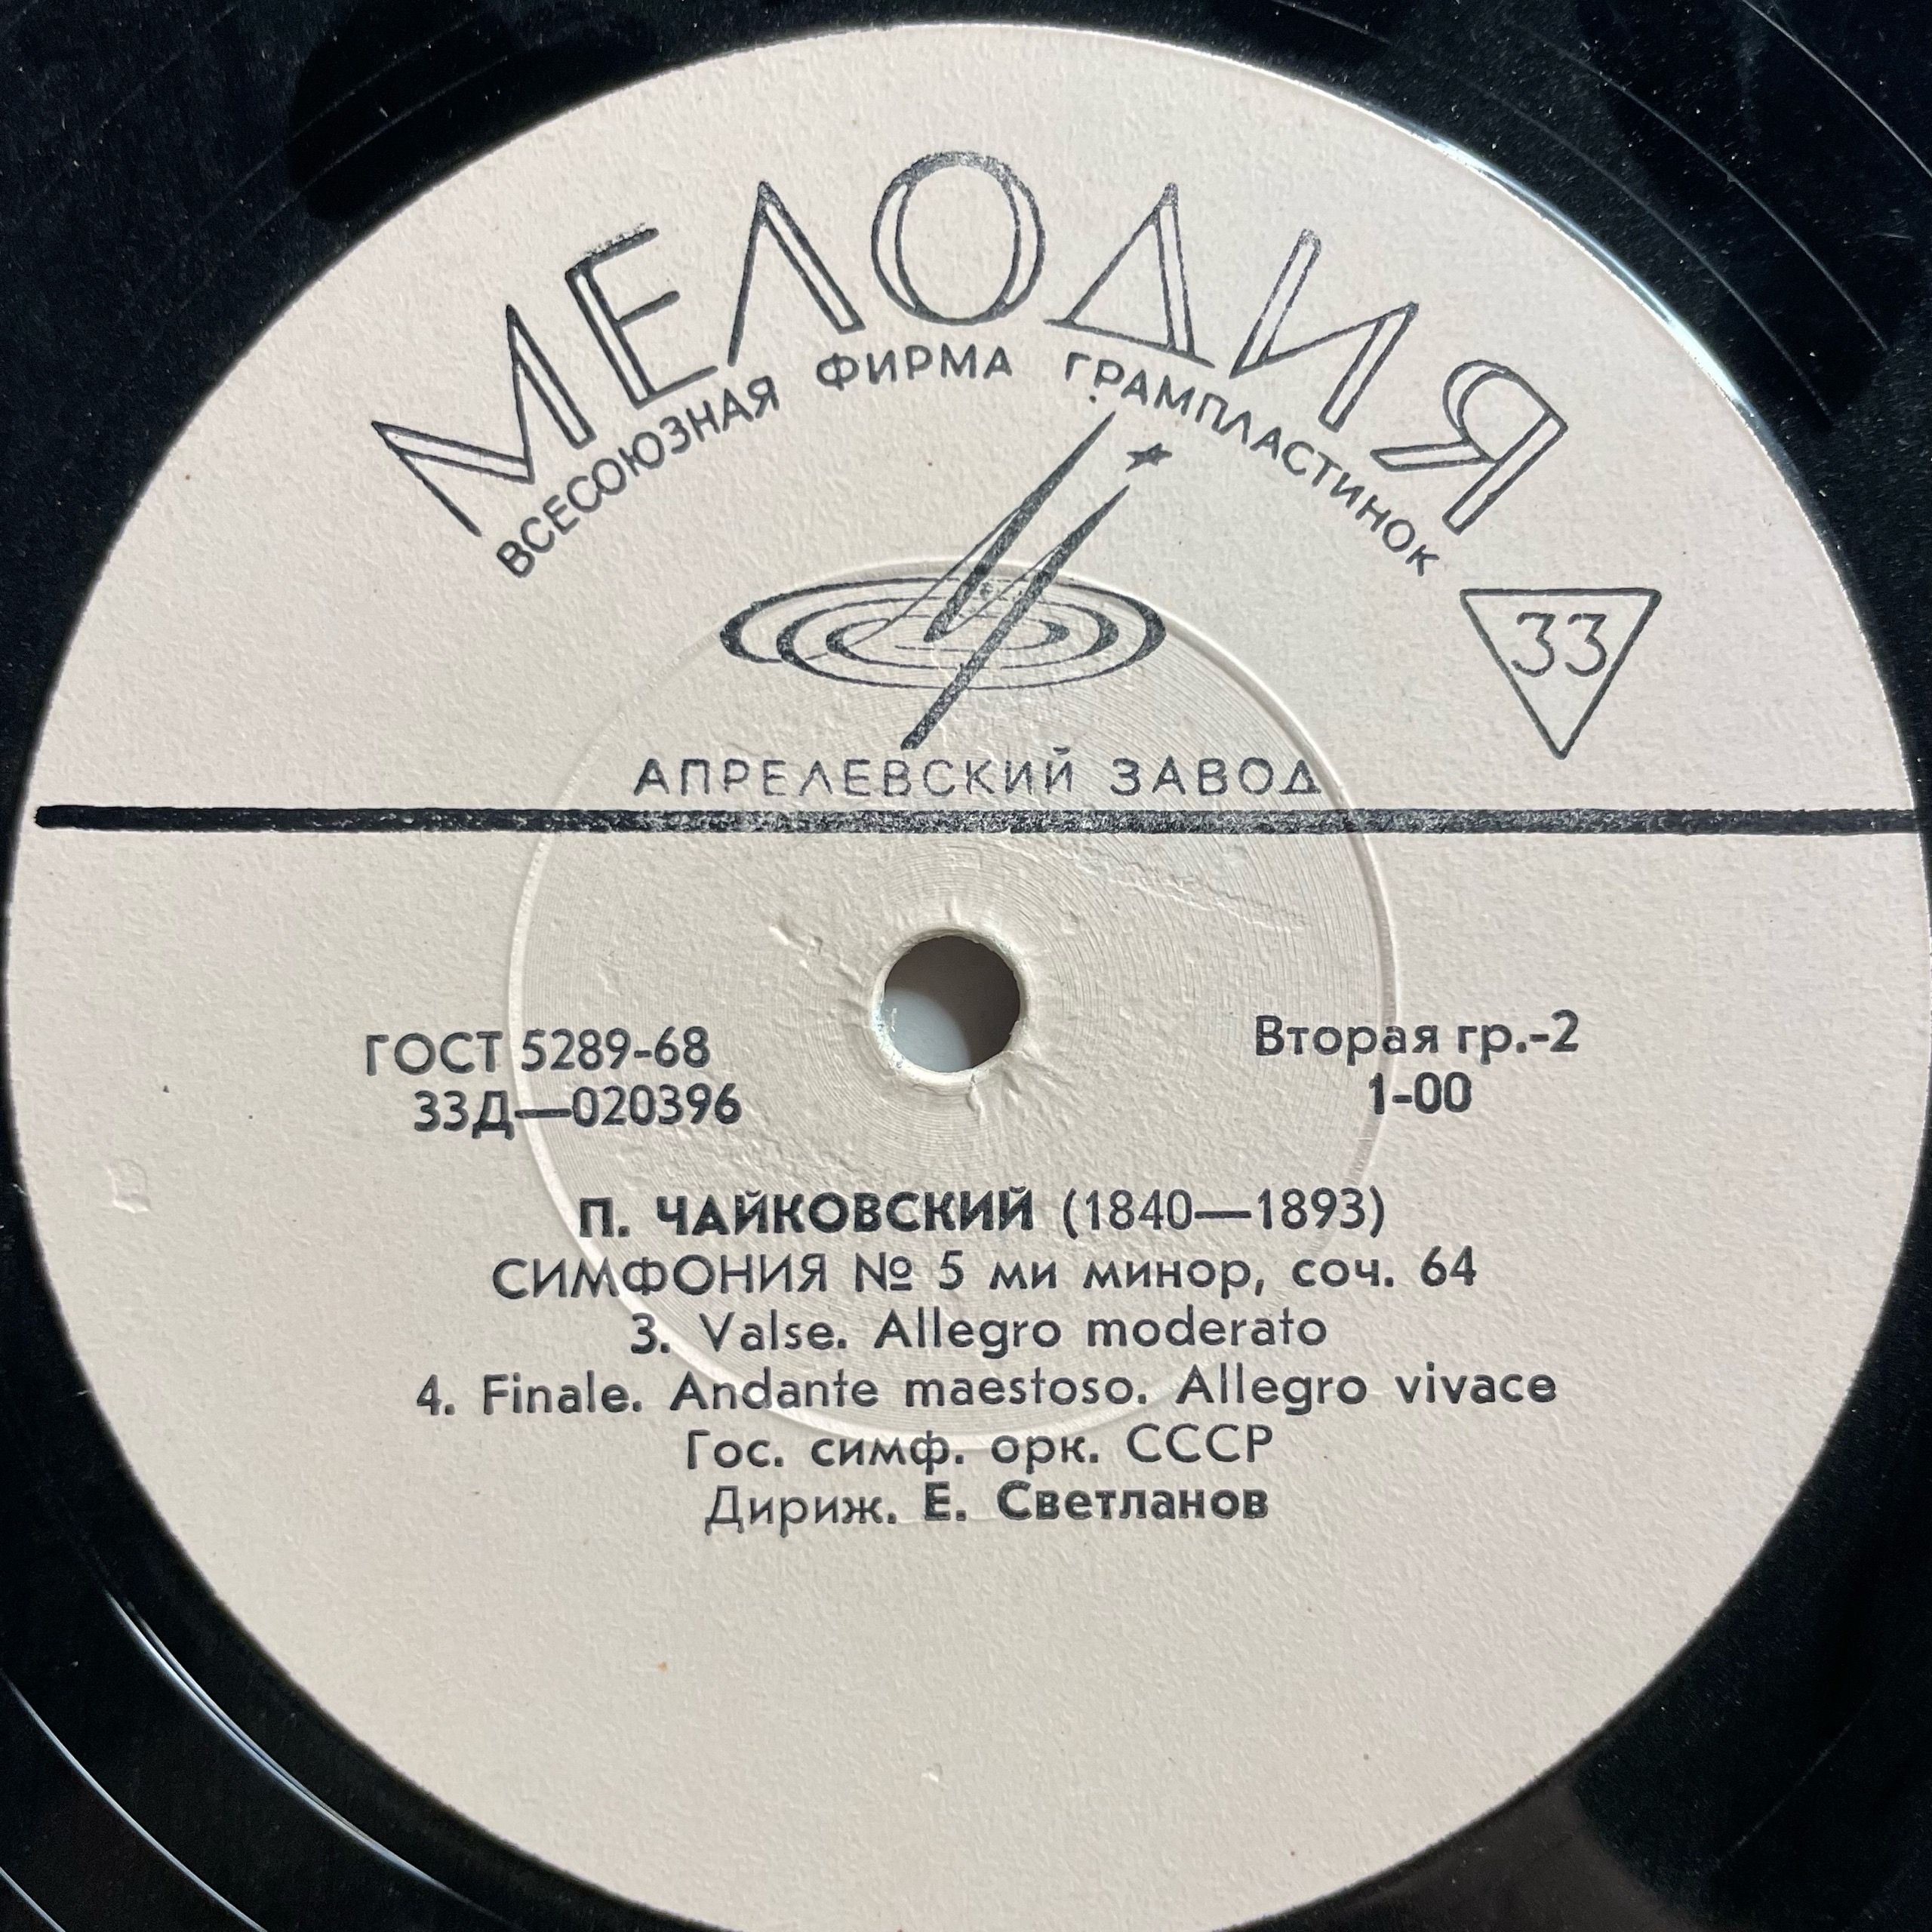 МЕЛОДИЯ
ВСЕСОЮЗНАЯ ФИРМА ГРАМПЛАСТИНОК
33
АПРЕЛЕВСКИЙ ЗАВОД
ГОСТ 5289-68
33Д—020396
Вторая гр.-2
1-00
П. ЧАЙКОВСКИЙ (1840—1893)
СИМФОНИЯ № 5 ми минор, соч. 64
3. Valse. Allegro moderato
4. Finale. Andante maestoso. Allegro vivace
Гос. симф. орк. СССР
Дириж. Е. Светланов